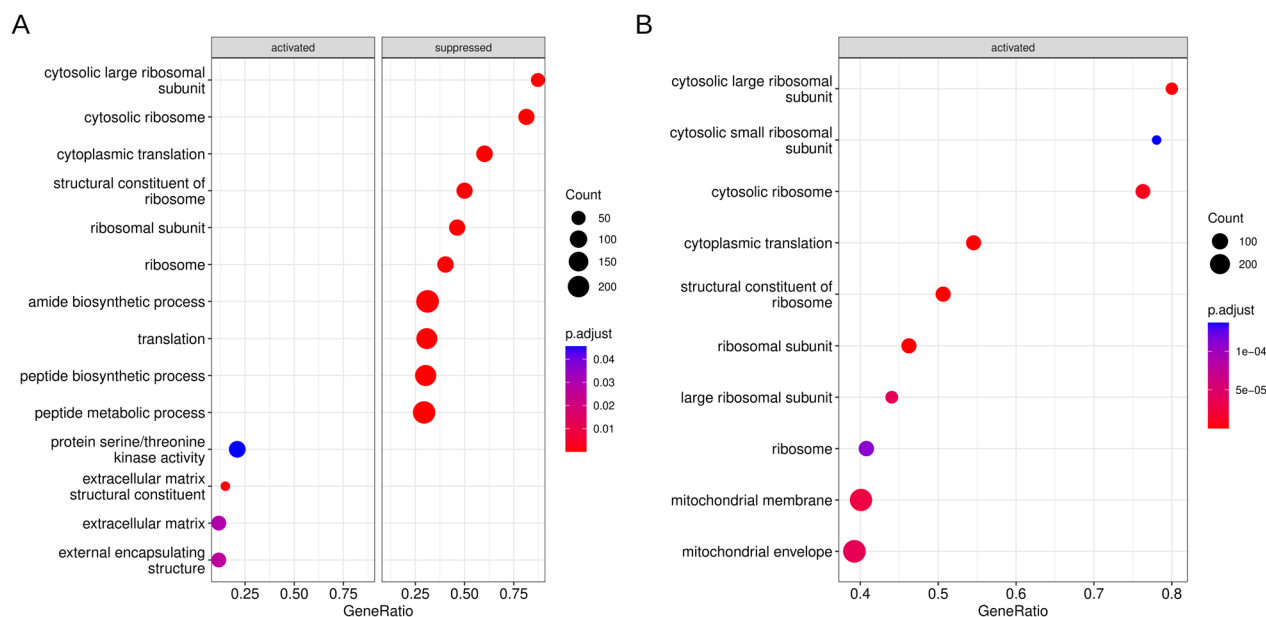 A
activated
suppressed
cytosolic large ribosomal
subunit
cytosolic ribosome
cytoplasmic translation
structural constituent of
ribosome
ribosomal subunit
ribosome
amide biosynthetic process
translation
peptide biosynthetic process
peptide metabolic process
protein serine/threonine
kinase activity
extracellular matrix
structural constituent
extracellular matrix
external encapsulating
structure
0.25 0.50 0.75
0.25 0.50 0.75
GeneRatio
Count
50
100
150
200
p.adjust
0.04
0.03
0.02
0.01
B
activated
cytosolic large ribosomal
subunit
cytosolic small ribosomal
subunit
cytosolic ribosome
cytoplasmic translation
structural constituent of
ribosome
ribosomal subunit
large ribosomal subunit
ribosome
mitochondrial membrane
mitochondrial envelope
0.4 0.5 0.6 0.7 0.8
GeneRatio
Count
100
200
p.adjust
1e−04
5e−05